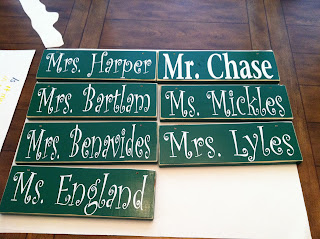 Mrs. Harper
Mr. Chase
Mrs. Bartlam
Ms. Mickles
Mrs. Benavides
Mrs. Lyles
Ms. England